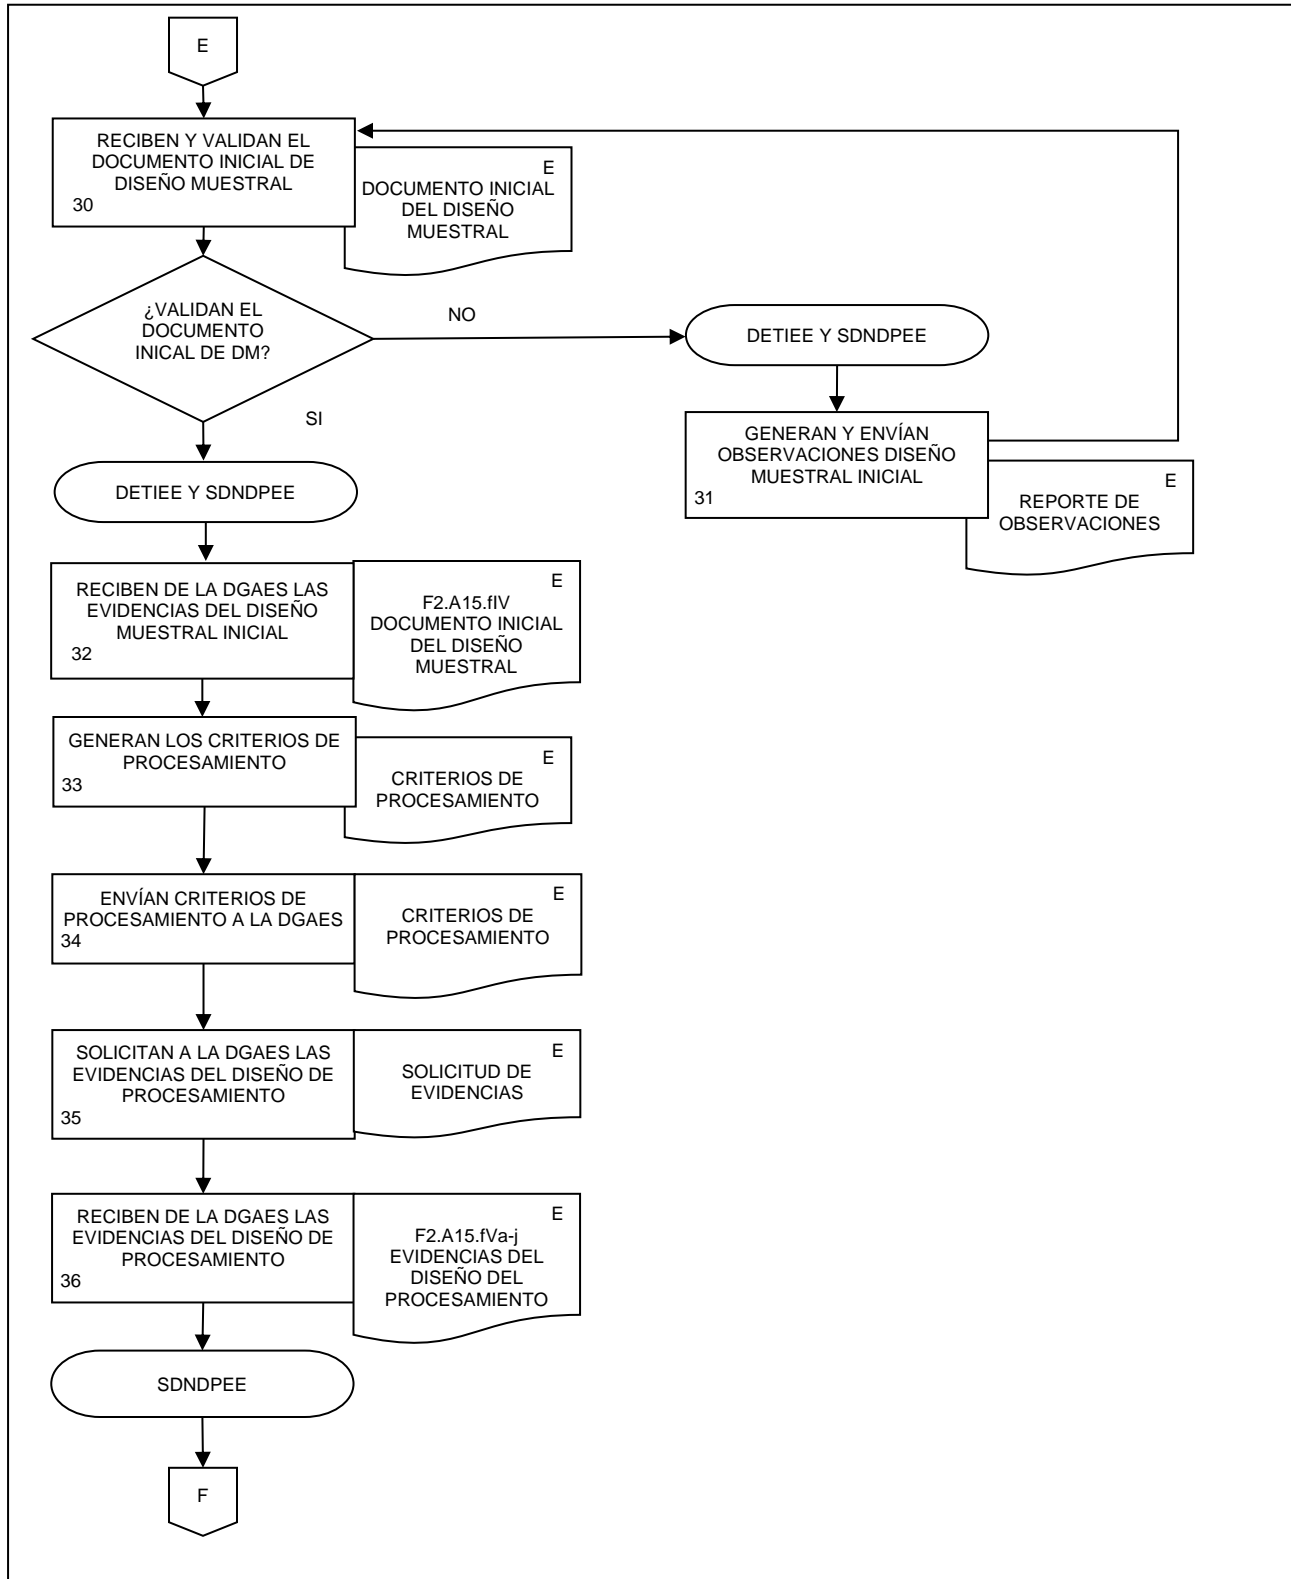 E
RECIBEN Y VALIDAN EL
DOCUMENTO INICIAL DE
DISEÑO MUESTRAL
30
E
DOCUMENTO INICIAL
DEL DISEÑO
MUESTRAL
¿VALIDAN EL
DOCUMENTO
INICAL DE DM?
NO
DETIEE Y SDNDPEE
SI
GENERAN Y ENVÍAN
OBSERVACIONES DISEÑO
MUESTRAL INICIAL
31
E
REPORTE DE
OBSERVACIONES
DETIEE Y SDNDPEE
RECIBEN DE LA DGAES LAS
EVIDENCIAS DEL DISEÑO
MUESTRAL INICIAL
32
E
F2.A15.fIV
DOCUMENTO INICIAL
DEL DISEÑO
MUESTRAL
GENERAN LOS CRITERIOS DE
PROCESAMIENTO
33
E
CRITERIOS DE
PROCESAMIENTO
ENVÍAN CRITERIOS DE
PROCESAMIENTO A LA DGAES
34
E
CRITERIOS DE
PROCESAMIENTO
SOLICITAN A LA DGAES LAS
EVIDENCIAS DEL DISEÑO DE
PROCESAMIENTO
35
E
SOLICITUD DE
EVIDENCIAS
RECIBEN DE LA DGAES LAS
EVIDENCIAS DEL DISEÑO DE
PROCESAMIENTO
36
E
F2.A15.fVa-j
EVIDENCIAS DEL
DISEÑO DEL
PROCESAMIENTO
SDNDPEE
F